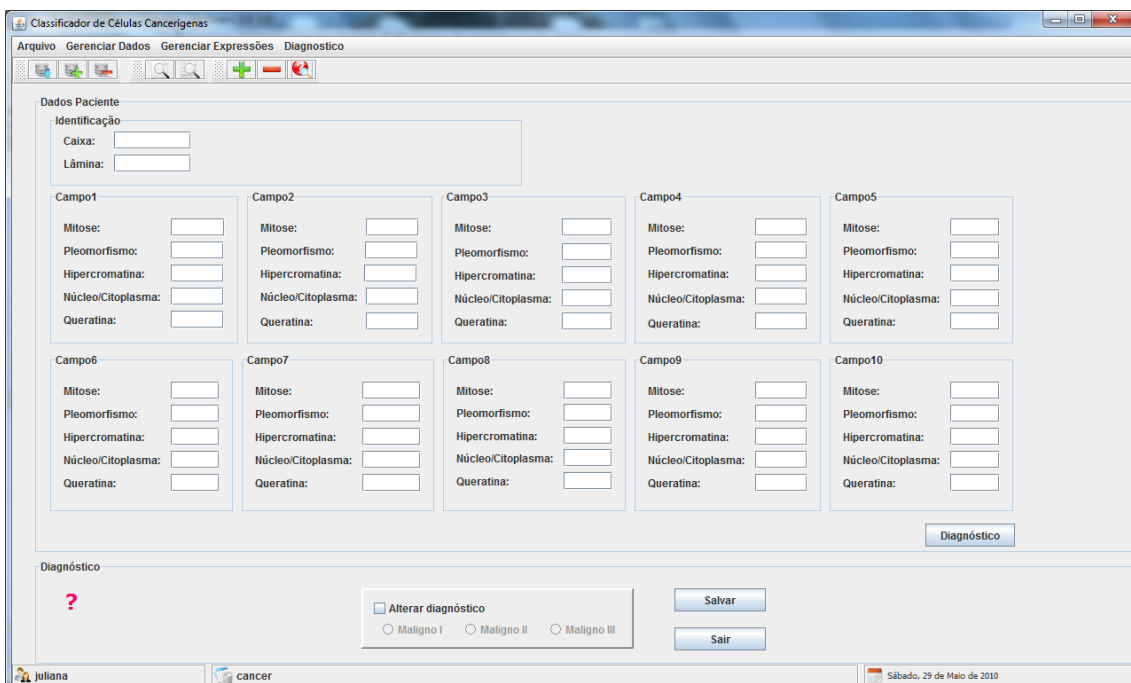 Classificador de Células Cancerígenas
Arquivo Gerenciar Dados Gerenciar Expressões Diagnostico
Dados Paciente
Identificação
Caixa:
Lâmina:
Campo1
Mitose:
Pleomorfismo:
Hipercromatina:
Núcleo/Citoplasma:
Queratina:
Campo2
Mitose:
Pleomorfismo:
Hipercromatina:
Núcleo/Citoplasma:
Queratina:
Campo3
Mitose:
Pleomorfismo:
Hipercromatina:
Núcleo/Citoplasma:
Queratina:
Campo4
Mitose:
Pleomorfismo:
Hipercromatina:
Núcleo/Citoplasma:
Queratina:
Campo5
Mitose:
Pleomorfismo:
Hipercromatina:
Núcleo/Citoplasma:
Queratina:
Campo6
Mitose:
Pleomorfismo:
Hipercromatina:
Núcleo/Citoplasma:
Queratina:
Campo7
Mitose:
Pleomorfismo:
Hipercromatina:
Núcleo/Citoplasma:
Queratina:
Campo8
Mitose:
Pleomorfismo:
Hipercromatina:
Núcleo/Citoplasma:
Queratina:
Campo9
Mitose:
Pleomorfismo:
Hipercromatina:
Núcleo/Citoplasma:
Queratina:
Campo10
Mitose:
Pleomorfismo:
Hipercromatina:
Núcleo/Citoplasma:
Queratina:
Diagnóstico
Diagnóstico
?
Alterar diagnóstico
Maligno I Maligno II Maligno III
Salvar
Sair
juliana
cancer
Sábado, 29 de Maio de 2010